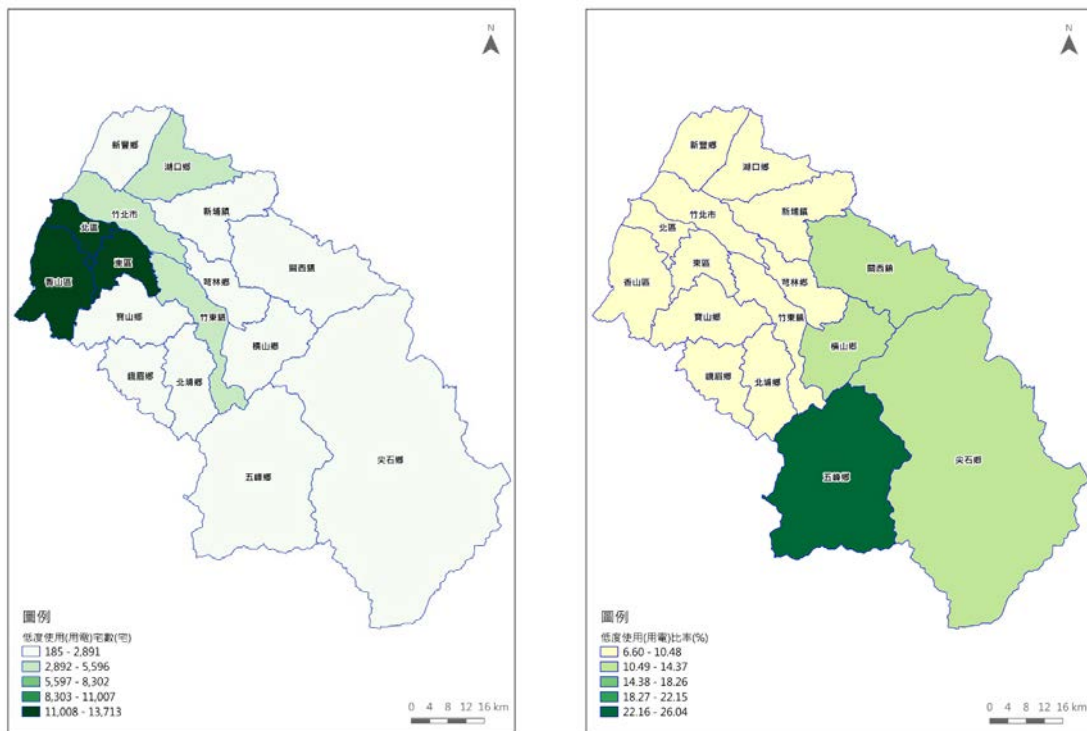 N
新豐鄉
湖口鄉
竹北市
新埔鎮
北區
東區
香山區
關西鎮
芎林鄉
寶山鄉
竹東鎮
橫山鄉
峨眉鄉
北埔鄉
尖石鄉
五峰鄉
圖例
低度使用(用電)宅數(宅)
185 - 2,891
2,892 - 5,596
5,597 - 8,302
8,303 - 11,007
11,008 - 13,713
0 4 8 12 16 km
N
新豐鄉
湖口鄉
竹北市
新埔鎮
北區
東區
香山區
關西鎮
芎林鄉
寶山鄉
竹東鎮
橫山鄉
峨眉鄉
北埔鄉
尖石鄉
五峰鄉
圖例
低度使用(用電)比率(%)
6.60 - 10.48
10.49 - 14.37
14.38 - 18.26
18.27 - 22.15
22.16 - 26.04
0 4 8 12 16 km